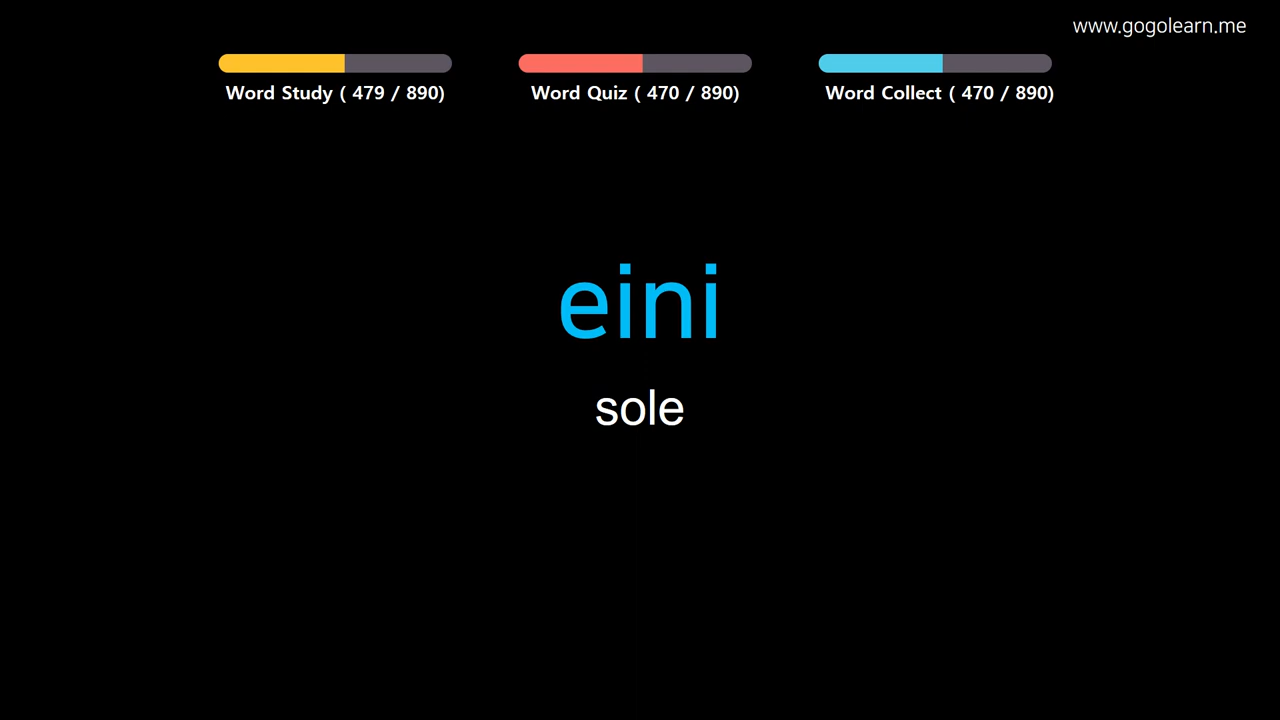 www.gogolearn.me
Word Study ( 479 / 890)
Word Quiz ( 470 / 890)
Word Collect ( 470 / 890)
eini
sole